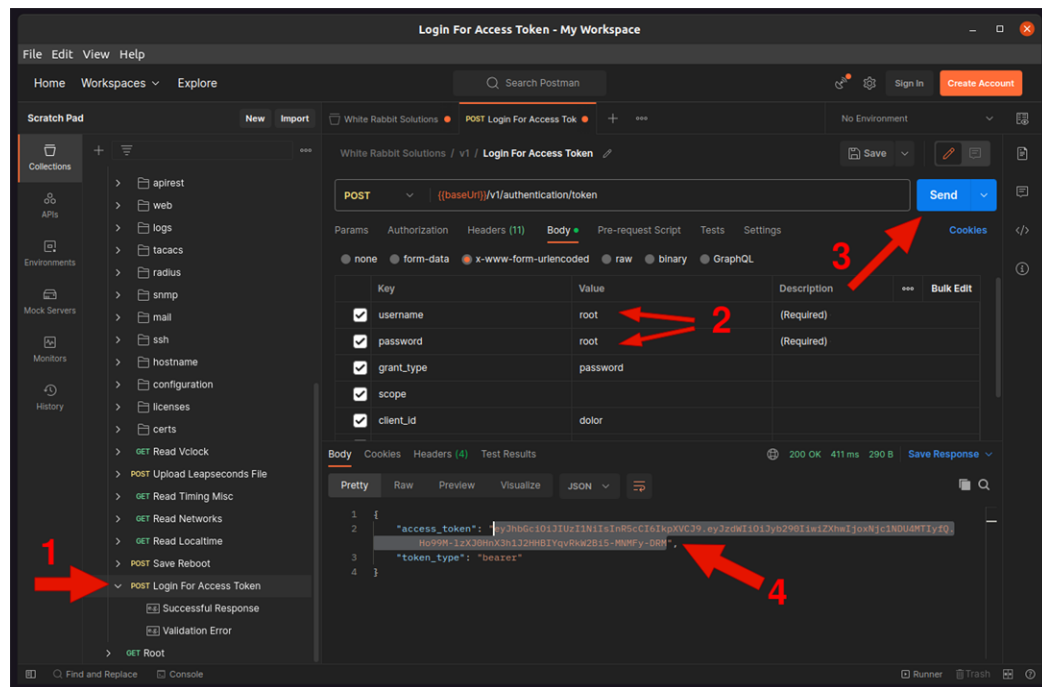 Login For Access Token - My Workspace
File Edit View Help
Home Workspaces Explore Search Postman Sign In Create Account
Scratch Pad New Import White Rabbit Solutions POST Login For Access Tok No Environment
White Rabbit Solutions / v1 / Login For Access Token Save
Collections
APIs
Environments
Mock Servers
Monitors
History
apirest
web
logs
tacacs
radius
snmp
mail
ssh
hostname
configuration
licenses
certs
GET Read Vclock
POST Upload Leapseconds File
GET Read Timing Misc
GET Read Networks
GET Read Localtime
POST Save Reboot
POST Login For Access Token
e.g. Successful Response
e.g. Validation Error
GET Root
1
POST {{baseUrl}}/v1/authentication/token Send
Params Authorization Headers (11) Body Pre-request Script Tests Settings Cookies
3
none form-data x-www-form-urlencoded raw binary GraphQL
Key Value Description Bulk Edit
username root (Required)
2
password root (Required)
grant_type password
scope
client_id dolor
Body Cookies Headers (4) Test Results 200 OK 411 ms 290 B Save Response
Pretty Raw Preview Visualize JSON
1 {
2 "access_token": "eyJhbGciOiJIUzI1NiIsInR5cCI6IkpXVCJ9.eyJzdWIiOiJyb290IiwiZXhwIjoxNjc1NDU4MTIyfQ.
Ho99M-1zXJ0HnX3h1J2HHBIYqvRkW2Bi5-MNMFy-DRM",
3 "token_type": "bearer"
4 }
4
Find and Replace Console Runner Trash